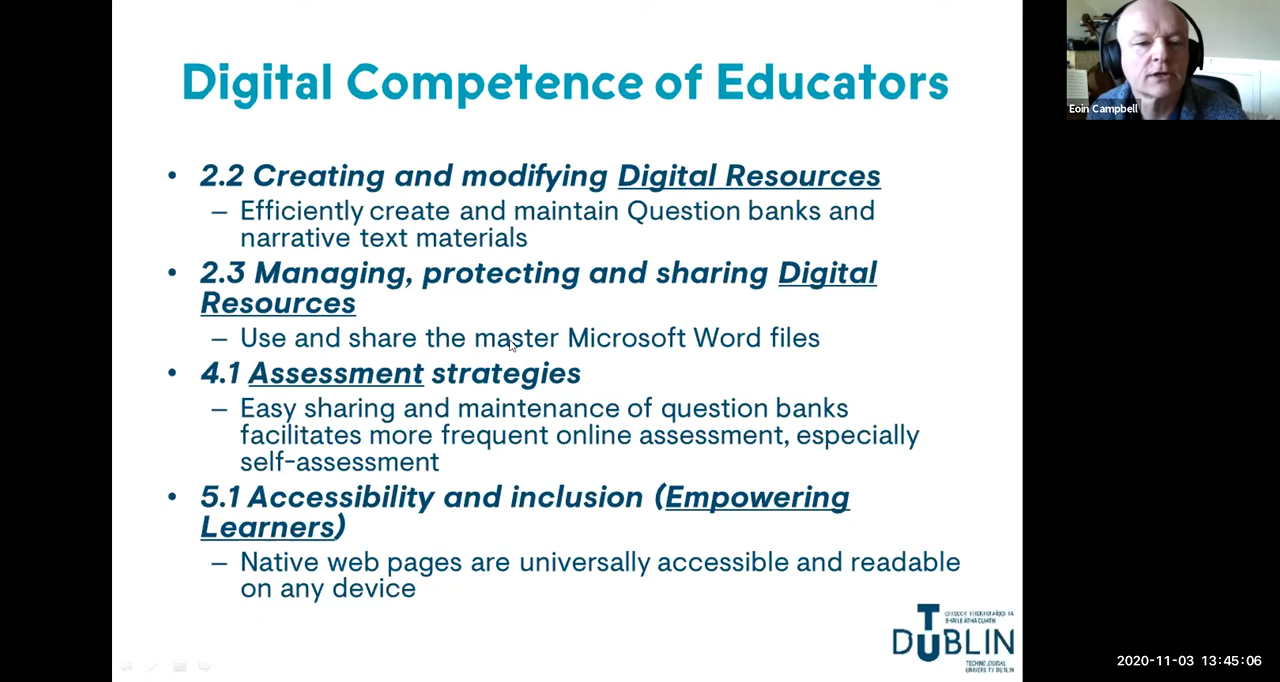 Digital Competence of Educators
• 2.2 Creating and modifying Digital Resources
– Efficiently create and maintain Question banks and
narrative text materials
• 2.3 Managing, protecting and sharing Digital
Resources
– Use and share the master Microsoft Word files
• 4.1 Assessment strategies
– Easy sharing and maintenance of question banks
facilitates more frequent online assessment, especially
self-assessment
• 5.1 Accessibility and inclusion (Empowering
Learners)
– Native web pages are universally accessible and readable
on any device
Eoin Campbell
TU DUBLIN
TECHNOLOGICAL
UNIVERSITY DUBLIN
2020-11-03 13:45:06